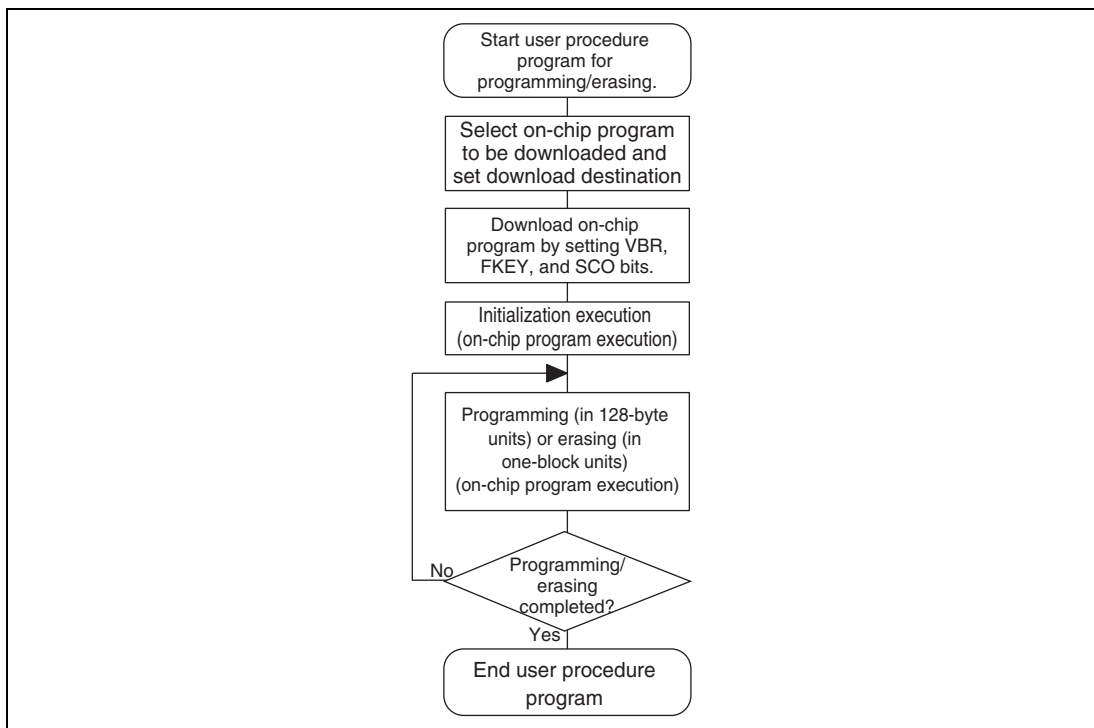 Start user procedure
program for
programming/erasing.
Select on-chip program
to be downloaded and
set download destination
Download on-chip
program by setting VBR,
FKEY, and SCO bits.
Initialization execution
(on-chip program execution)
Programming (in 128-byte
units) or erasing (in
one-block units)
(on-chip program execution)
No
Programming/
erasing
completed?
Yes
End user procedure
program